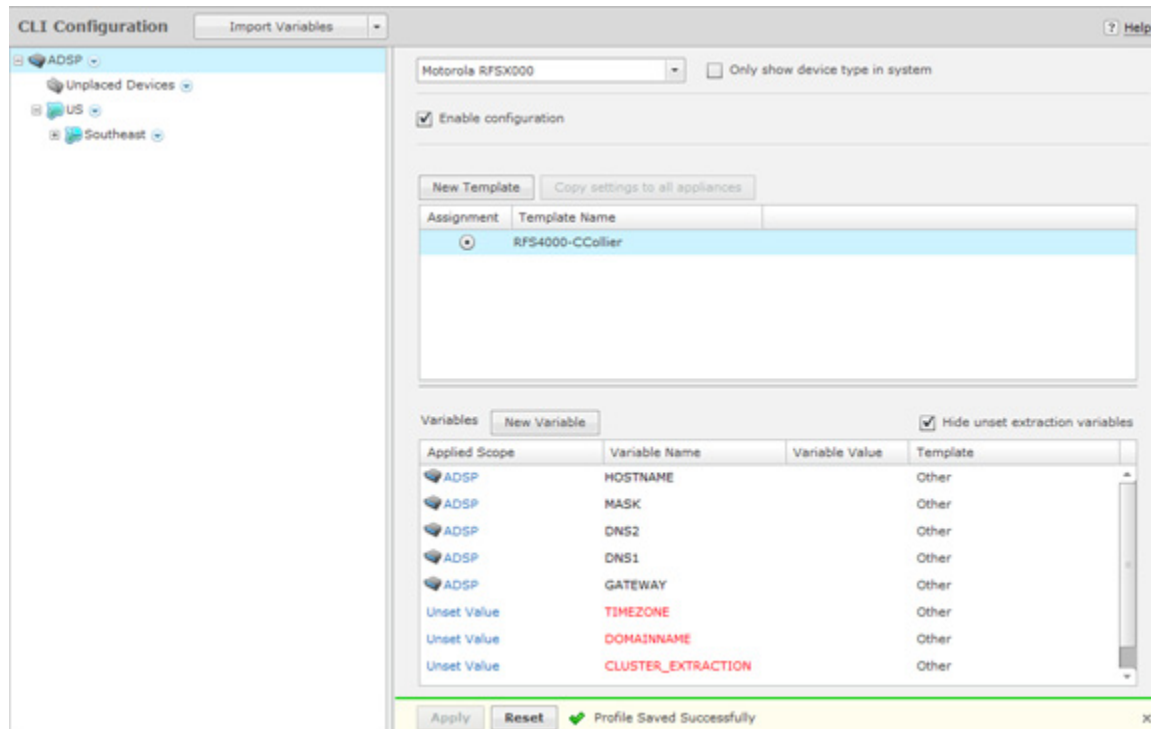 CLI Configuration Import Variables ? Help
ADSP
Unplaced Devices
US
Southeast
Motorola RFSX000 Only show device type in system
Enable configuration
New Template Copy settings to all appliances
Assignment Template Name
RFS4000-CCollier
Variables New Variable Hide unset extraction variables
Applied Scope Variable Name Variable Value Template
ADSP HOSTNAME Other
ADSP MASK Other
ADSP DNS2 Other
ADSP DNS1 Other
ADSP GATEWAY Other
Unset Value TIMEZONE Other
Unset Value DOMAINNAME Other
Unset Value CLUSTER_EXTRACTION Other
Apply Reset Profile Saved Successfully